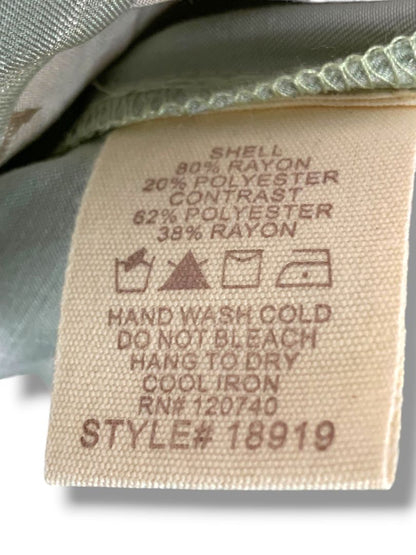 SHELL
80% RAYON
20% POLYESTER
CONTRAST
62% POLYESTER
38% RAYON
HAND WASH COLD
DO NOT BLEACH
HANG TO DRY
COOL IRON
RN# 120740
STYLE# 18919